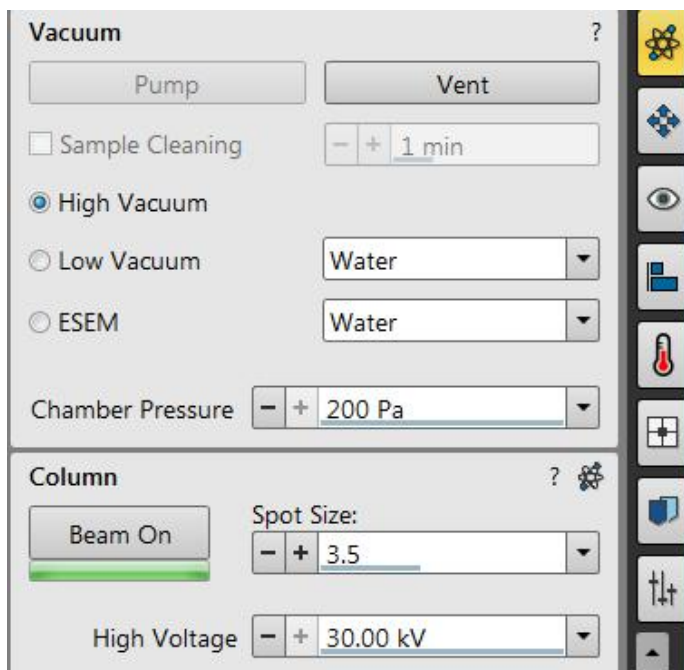 Vacuum ?
Pump Vent
Sample Cleaning − + 1 min
High Vacuum
Low Vacuum Water
ESEM Water
Chamber Pressure − + 200 Pa
Column ?
Spot Size:
Beam On
− + 3.5
High Voltage − + 30.00 kV